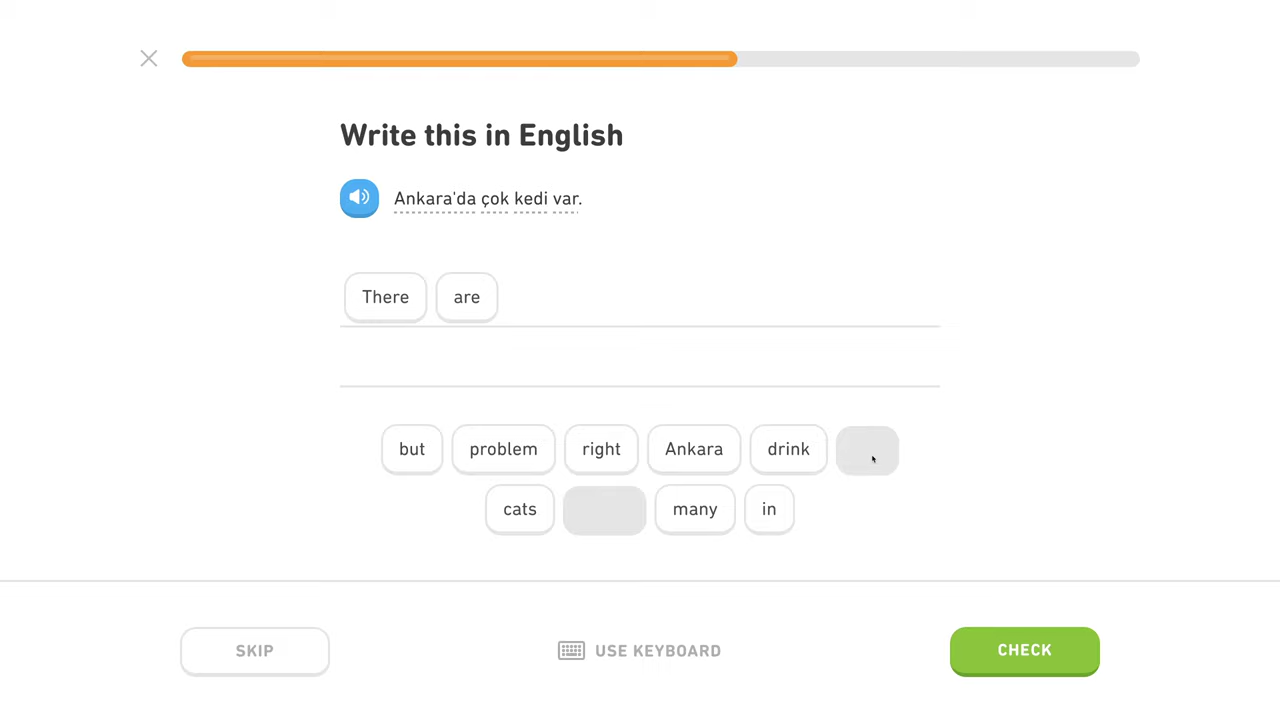 Write this in English
Ankara'da çok kedi var.
There are
but problem right Ankara drink
cats many in
SKIP USE KEYBOARD CHECK